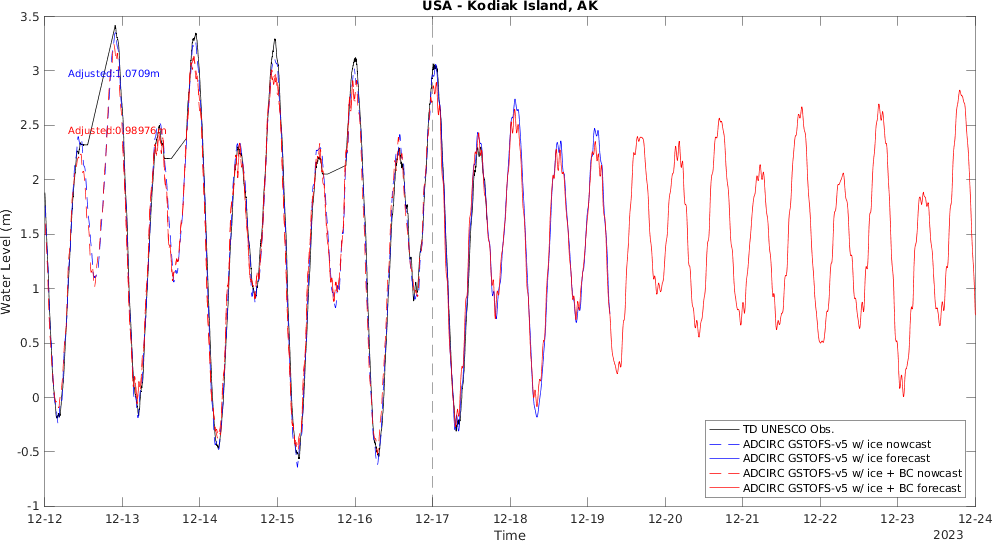 USA - Kodiak Island, AK
3.5
3
2.5
2
1.5
1
0.5
0
-0.5
-1
Water Level (m)
Adjusted:1.0709m
Adjusted:0.98976m
TD UNESCO Obs.
ADCIRC GSTOFS-v5 w/ ice nowcast
ADCIRC GSTOFS-v5 w/ ice forecast
ADCIRC GSTOFS-v5 w/ ice + BC nowcast
ADCIRC GSTOFS-v5 w/ ice + BC forecast
12-12 12-13 12-14 12-15 12-16 12-17 12-18 12-19 12-20 12-21 12-22 12-23 12-24
Time
2023